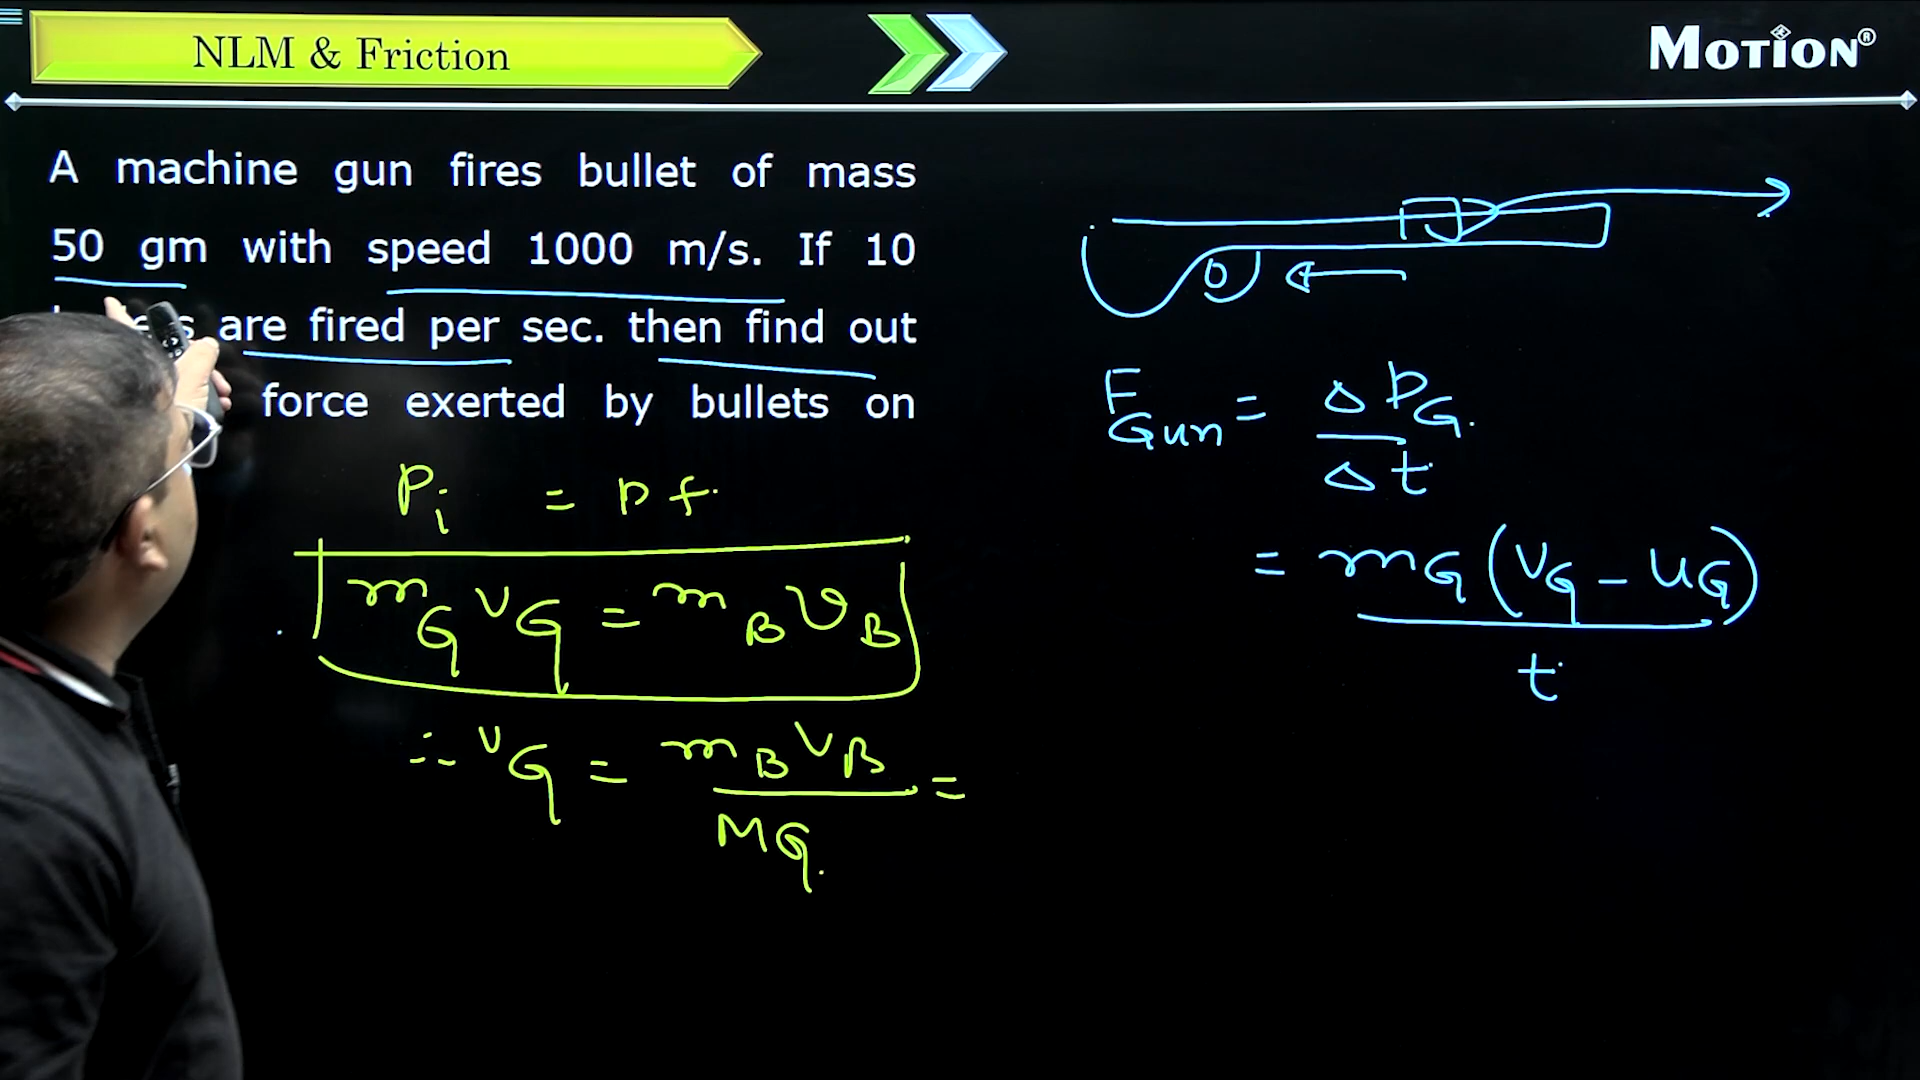 NLM & Friction
MOTION®
A machine gun fires bullet of mass
50 gm with speed 1000 m/s. If 10
are fired per sec. then find out
force exerted by bullets on
Pi = Pf
mG vG = mB vB
∴ vG = mB vB / MG =
F Gun = ΔPG / Δt
= mG (vG - uG) / t